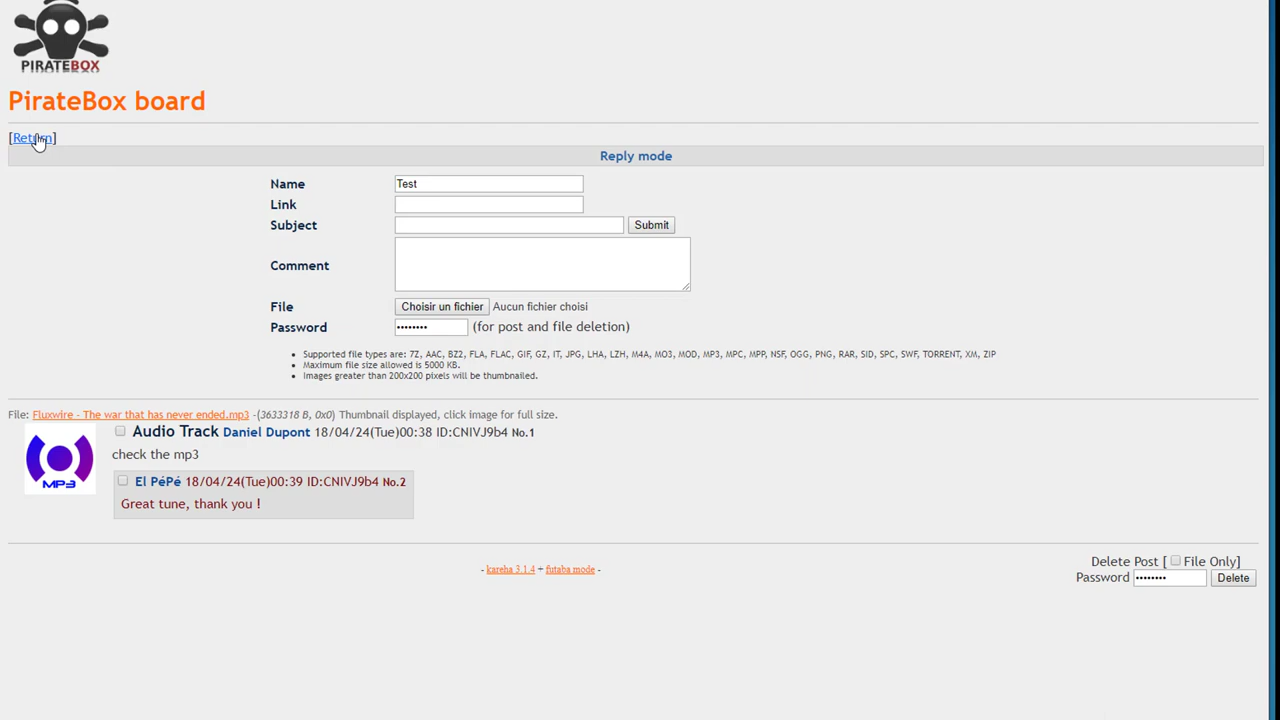 PIRATEBOX
PirateBox board
[Return]
Reply mode
Name Test
Link
Subject Submit
Comment
File Choisir un fichier Aucun fichier choisi
Password •••••••• (for post and file deletion)
• Supported file types are: 7Z, AAC, BZ2, FLA, FLAC, GIF, GZ, IT, JPG, LHA, LZH, M4A, MO3, MOD, MP3, MPC, MPP, NSF, OGG, PNG, RAR, SID, SPC, SWF, TORRENT, XM, ZIP
• Maximum file size allowed is 5000 KB.
• Images greater than 200x200 pixels will be thumbnailed.
File: Fluxwire - The war that has never ended.mp3 -(3633318 B, 0x0) Thumbnail displayed, click image for full size.
Audio Track Daniel Dupont 18/04/24(Tue)00:38 ID:CNIVJ9b4 No.1
check the mp3
MP3
El PéPé 18/04/24(Tue)00:39 ID:CNIVJ9b4 No.2
Great tune, thank you !
- kareha 3.1.4 + futaba mode -
Delete Post [ File Only]
Password •••••••• Delete